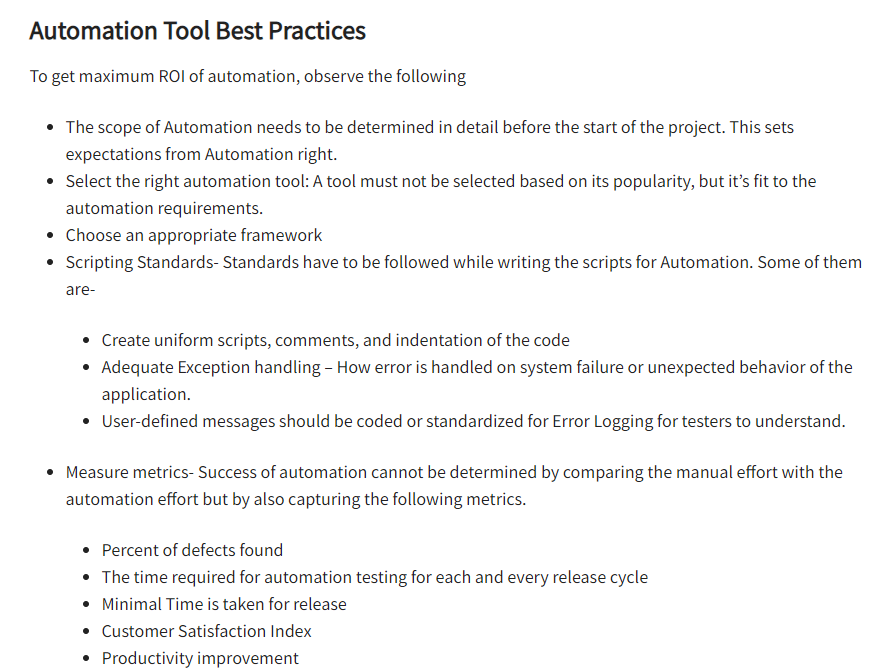 Automation Tool Best Practices
To get maximum ROI of automation, observe the following
• The scope of Automation needs to be determined in detail before the start of the project. This sets
expectations from Automation right.
• Select the right automation tool: A tool must not be selected based on its popularity, but it's fit to the
automation requirements.
• Choose an appropriate framework
• Scripting Standards- Standards have to be followed while writing the scripts for Automation. Some of them
are-
• Create uniform scripts, comments, and indentation of the code
• Adequate Exception handling – How error is handled on system failure or unexpected behavior of the
application.
• User-defined messages should be coded or standardized for Error Logging for testers to understand.
• Measure metrics- Success of automation cannot be determined by comparing the manual effort with the
automation effort but by also capturing the following metrics.
• Percent of defects found
• The time required for automation testing for each and every release cycle
• Minimal Time is taken for release
• Customer Satisfaction Index
• Productivity improvement